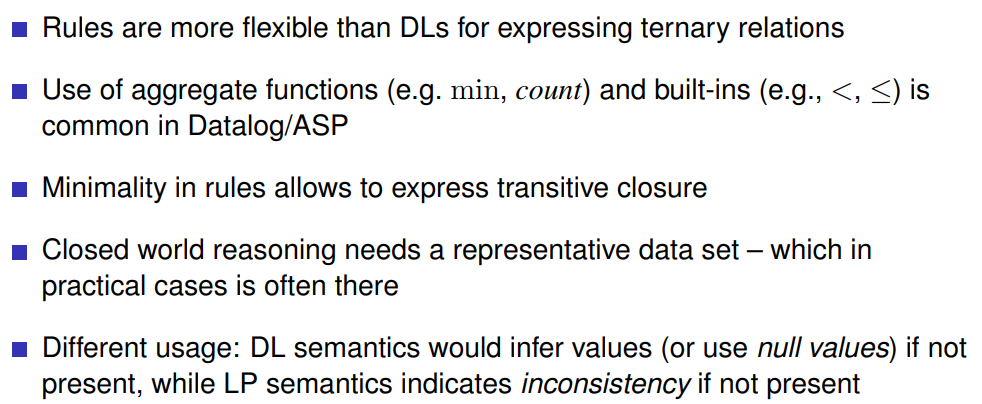 Rules are more flexible than DLs for expressing ternary relations
Use of aggregate functions (e.g. min, count) and built-ins (e.g., <, ≤) is
common in Datalog/ASP
Minimality in rules allows to express transitive closure
Closed world reasoning needs a representative data set – which in
practical cases is often there
Different usage: DL semantics would infer values (or use null values) if not
present, while LP semantics indicates inconsistency if not present